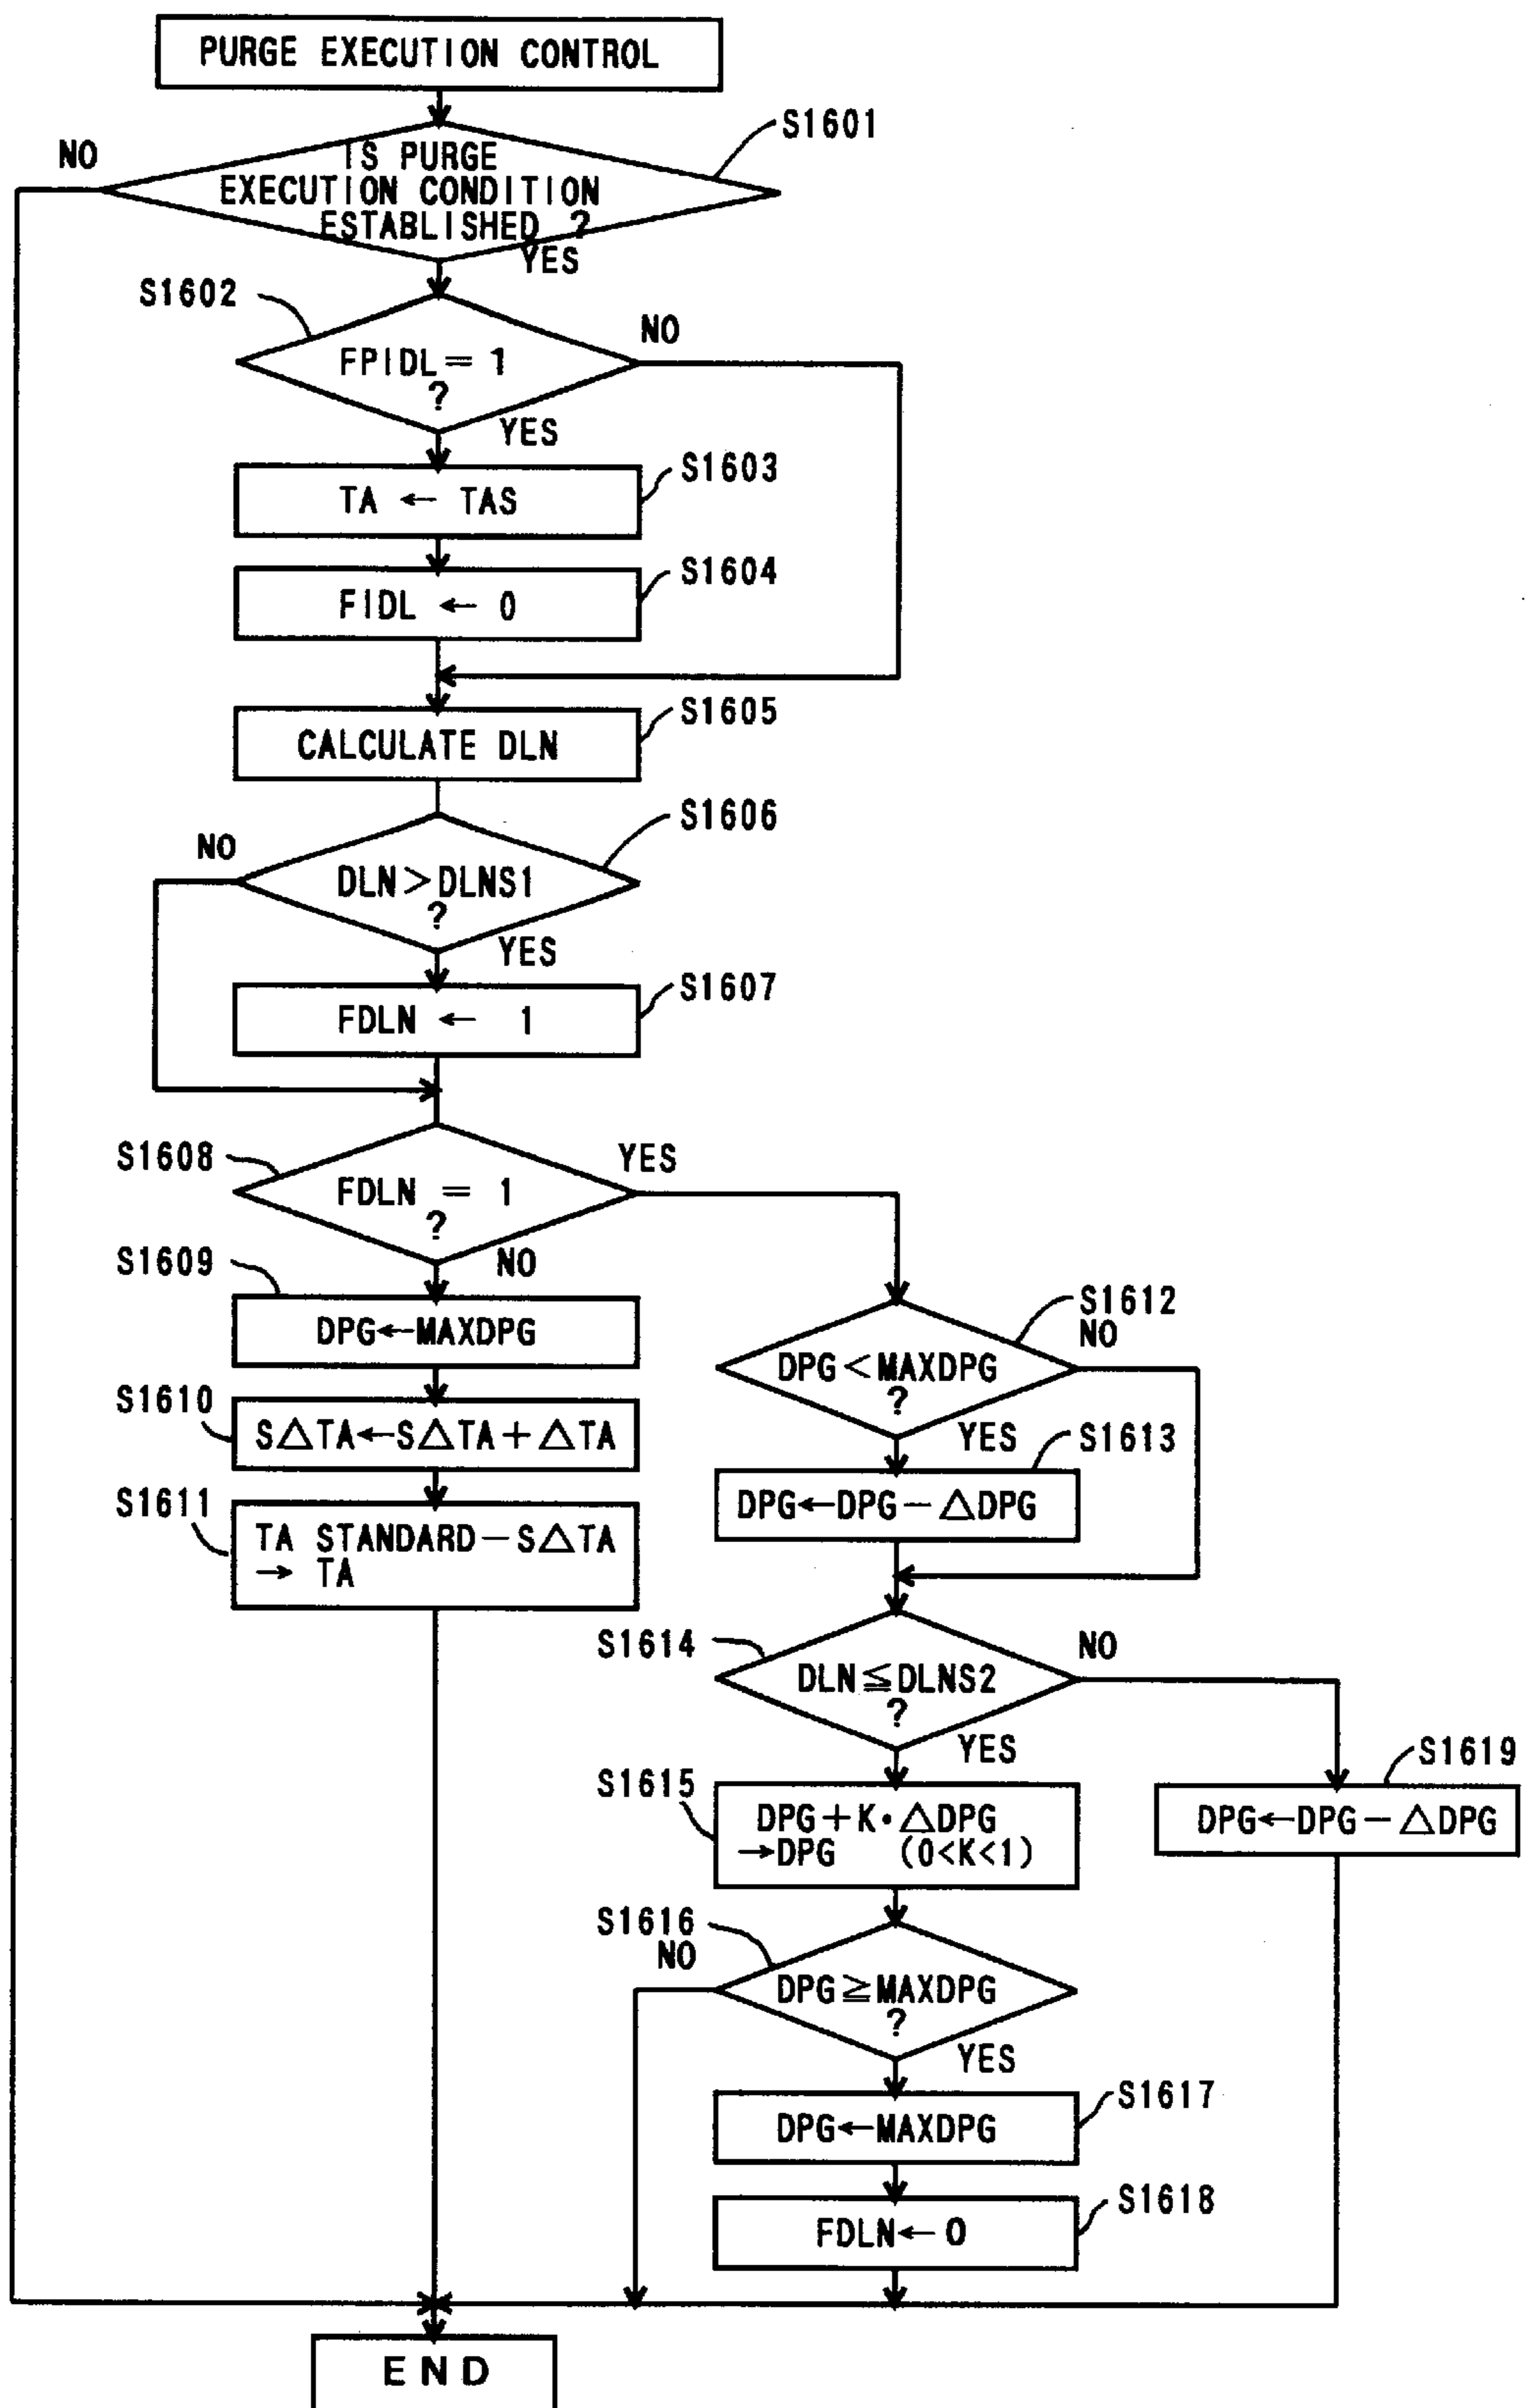 PURGE EXECUTION CONTROL
S1601
NO
IS PURGE
EXECUTION CONDITION
ESTABLISHED ?
YES
S1602
NO
FPIDL = 1
?
YES
S1603
TA ← TAS
S1604
FIDL ← 0
S1605
CALCULATE DLN
S1606
NO
DLN > DLNS1
?
YES
S1607
FDLN ← 1
S1608
YES
FDLN = 1
?
NO
S1609
DPG←MAXDPG
S1610
S△TA←S△TA+△TA
S1611
TA STANDARD−S△TA
→ TA
S1612
NO
DPG < MAXDPG
?
YES
S1613
DPG←DPG − △DPG
S1614
NO
DLN ≦ DLNS2
?
YES
S1615
DPG + K・△DPG
→DPG (0<K<1)
S1619
DPG←DPG − △DPG
S1616
NO
DPG ≧ MAXDPG
?
YES
S1617
DPG←MAXDPG
S1618
FDLN←0
END